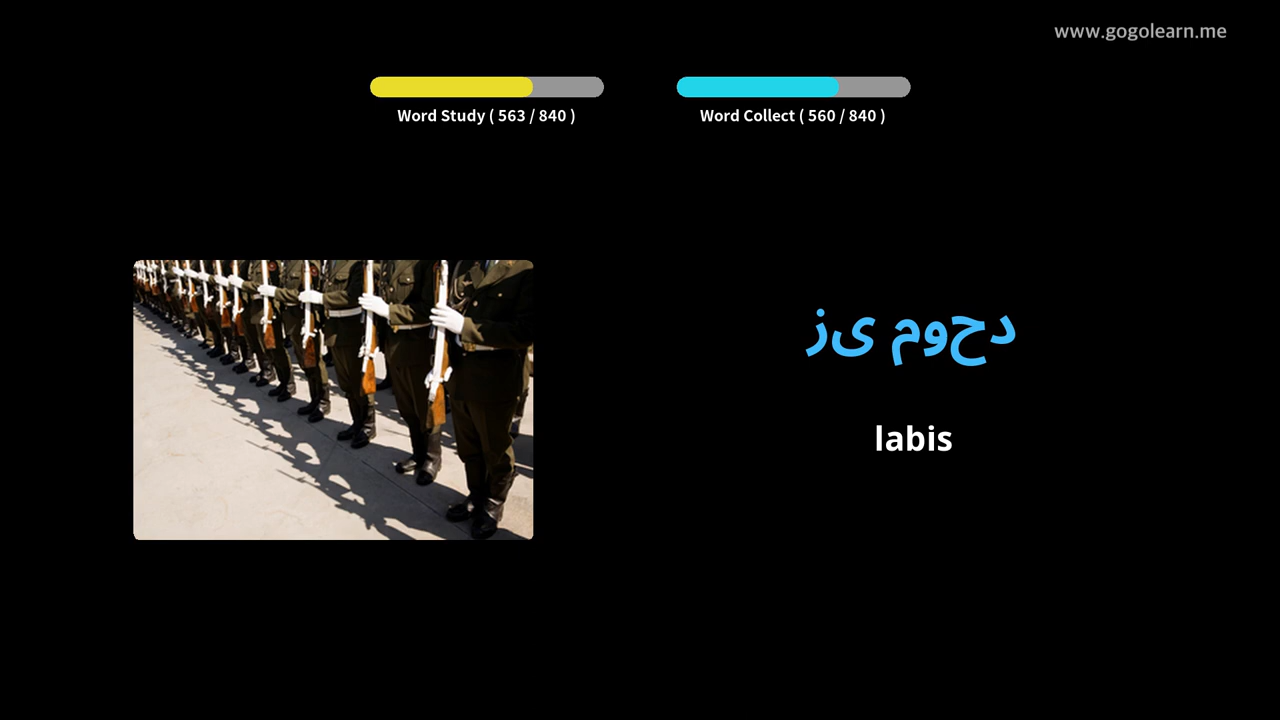 www.gogolearn.me
Word Study ( 563 / 840 )
Word Collect ( 560 / 840 )
دحوم ىز
labis